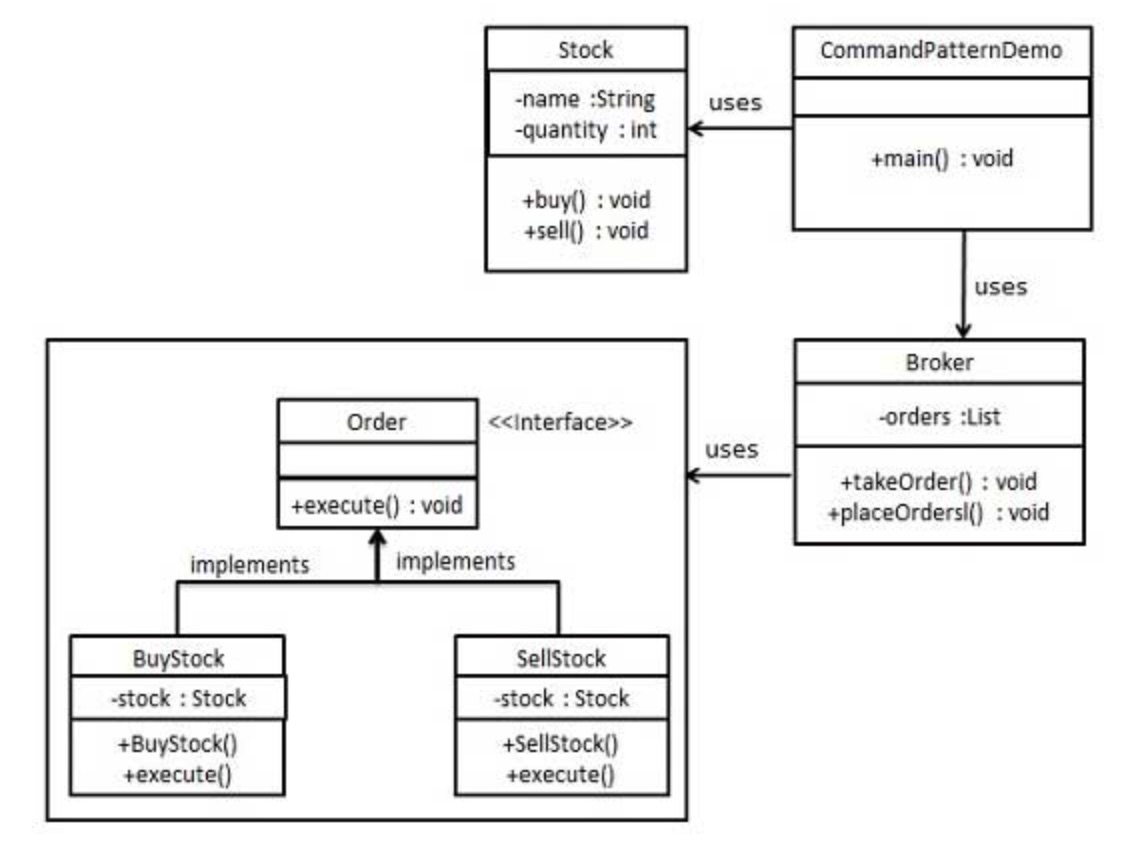 Stock
-name :String
-quantity : int
+buy() : void
+sell() : void
uses
CommandPatternDemo
+main() : void
uses
Broker
-orders :List
+takeOrder() : void
+placeOrdersl() : void
uses
Order
<<Interface>>
+execute() : void
implements
implements
BuyStock
-stock : Stock
+BuyStock()
+execute()
SellStock
-stock : Stock
+SellStock()
+execute()